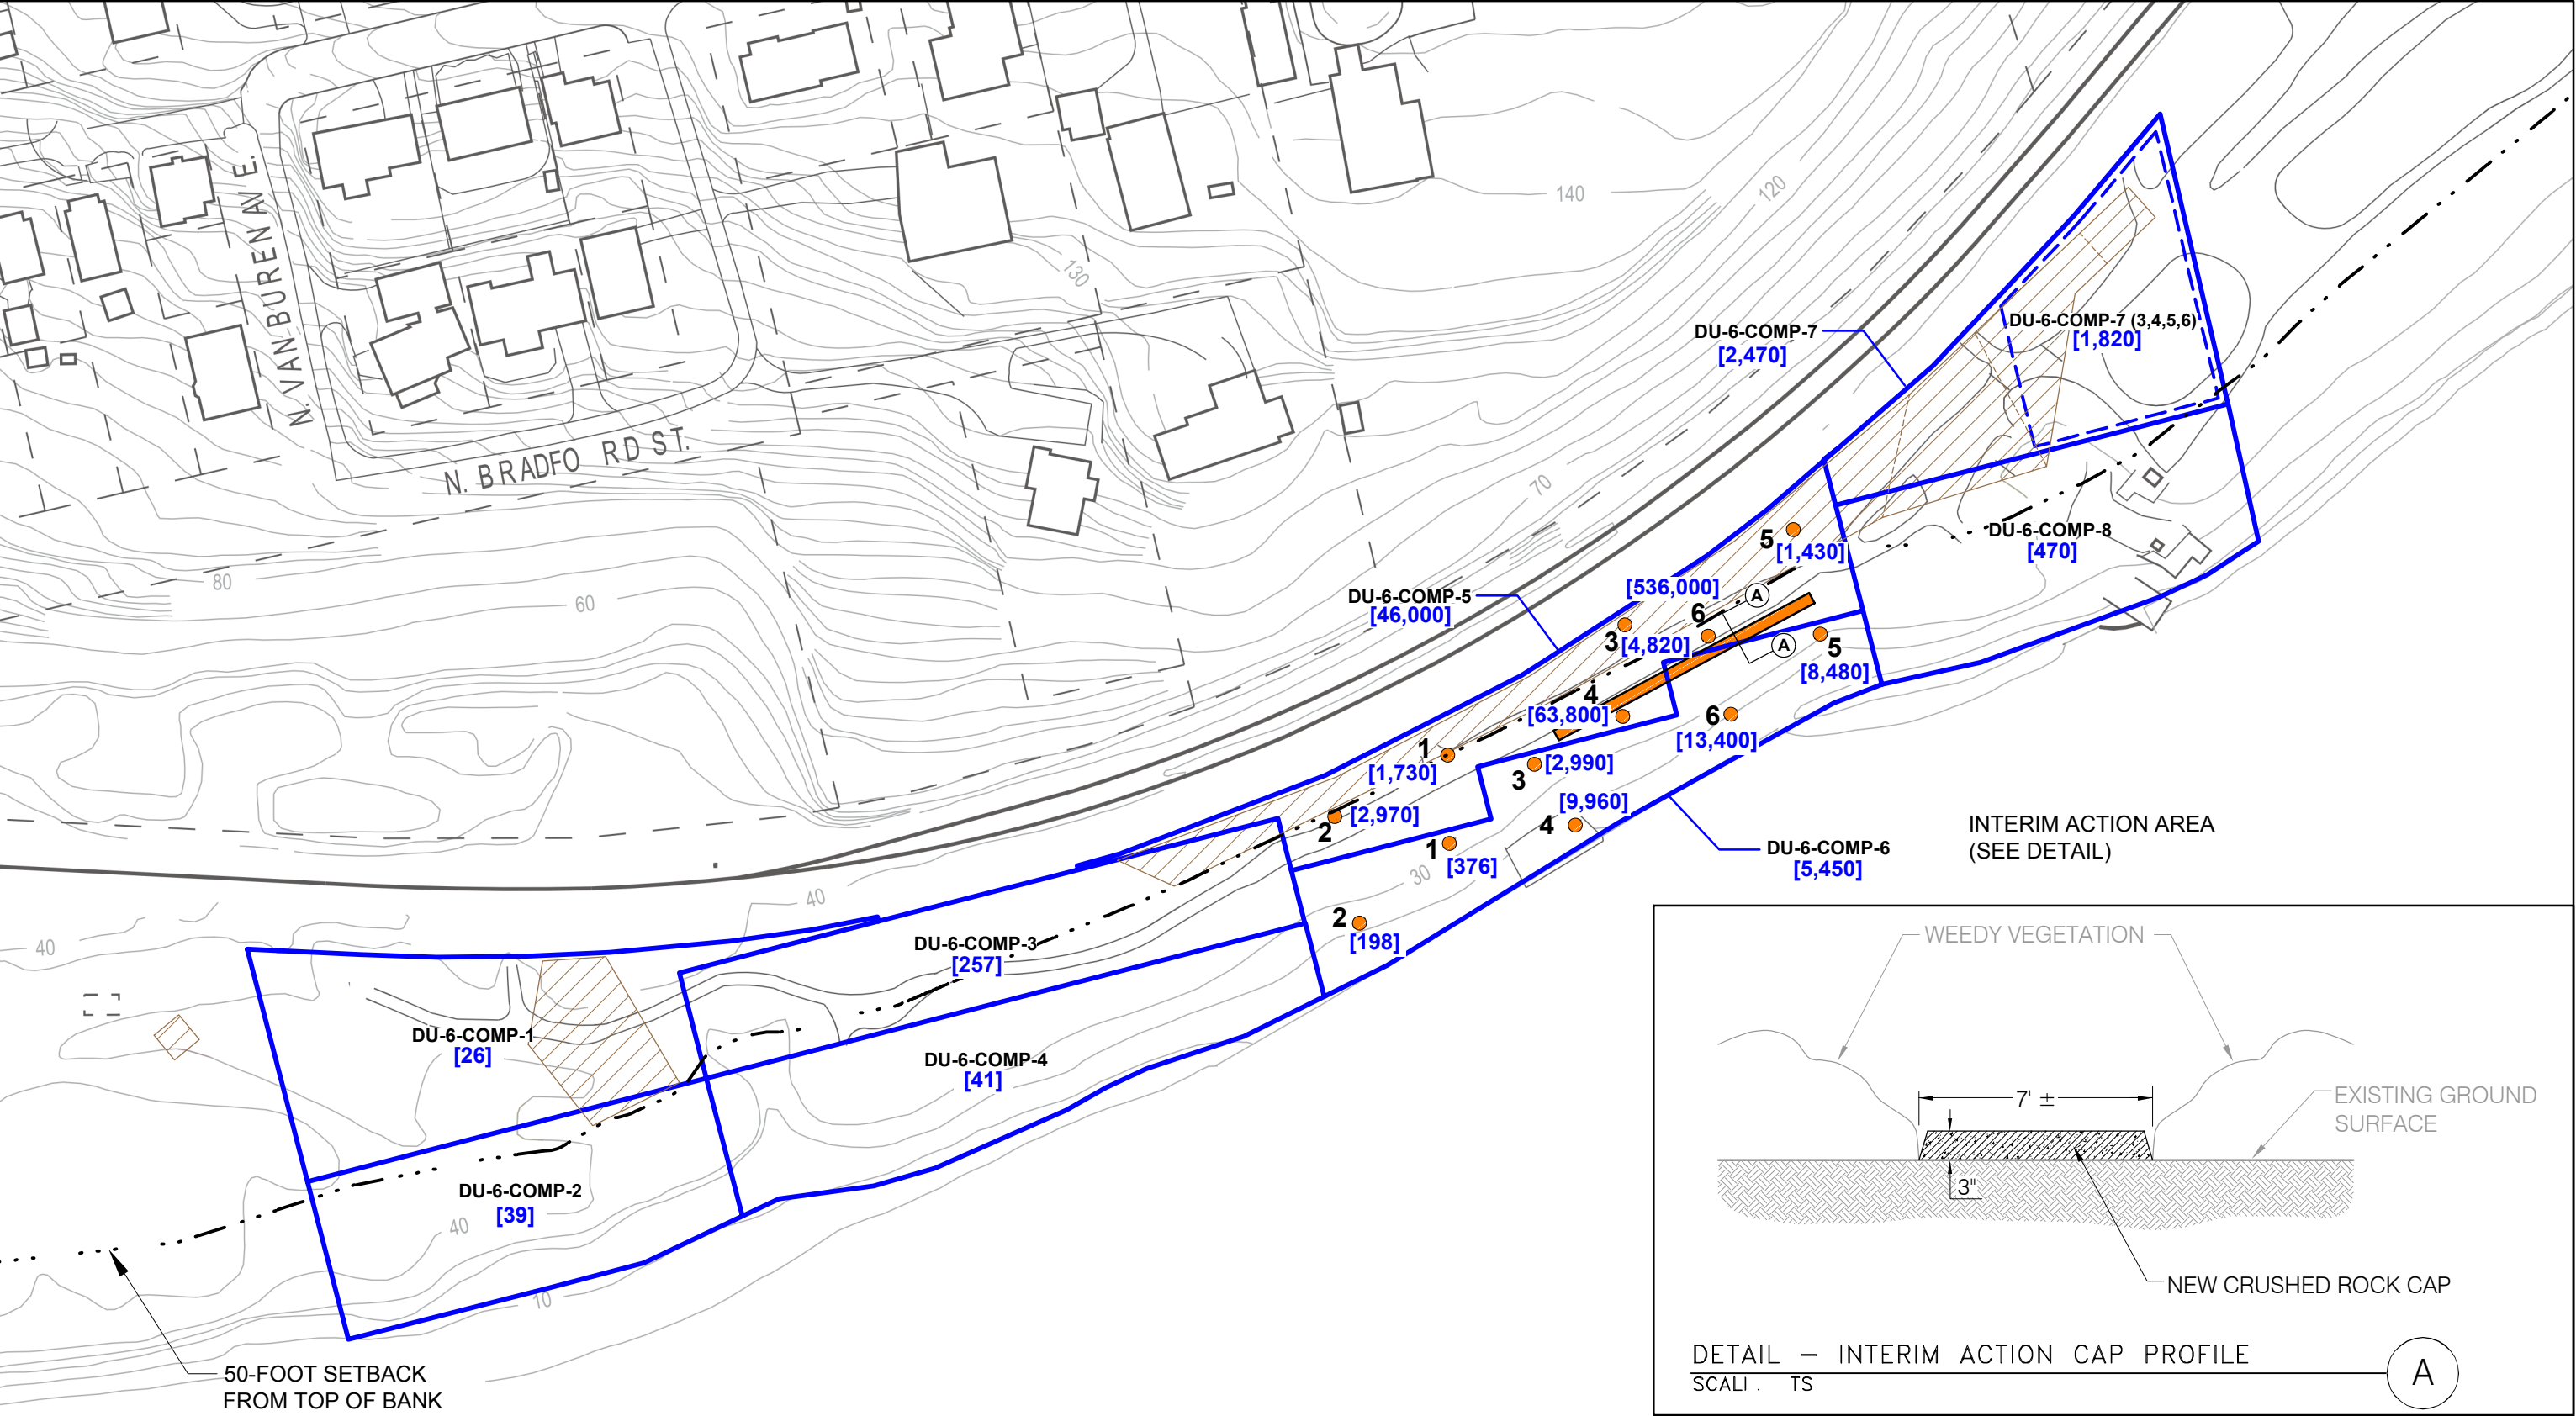 140
120
130
N. VAN BUREN AVE.
N. BRADFO RD ST.
80
60
70
DU-6-COMP-7
[2,470]
DU-6-COMP-7 (3,4,5,6)
[1,820]
DU-6-COMP-8
[470]
5
[1,430]
[536,000]
DU-6-COMP-5
[46,000]
A
6
3
[4,820]
A
5
[8,480]
4
[63,800]
6
[13,400]
1
[1,730]
[2,990]
3
[9,960]
4
[2,970]
2
1
[376]
30
2
[198]
DU-6-COMP-6
[5,450]
INTERIM ACTION AREA
(SEE DETAIL)
40
40
DU-6-COMP-3
[257]
DU-6-COMP-1
[26]
DU-6-COMP-4
[41]
DU-6-COMP-2
[39]
40
10
50-FOOT SETBACK
FROM TOP OF BANK
WEEDY VEGETATION
7' ±
EXISTING GROUND
SURFACE
3"
NEW CRUSHED ROCK CAP
DETAIL – INTERIM ACTION CAP PROFILE
A
TS